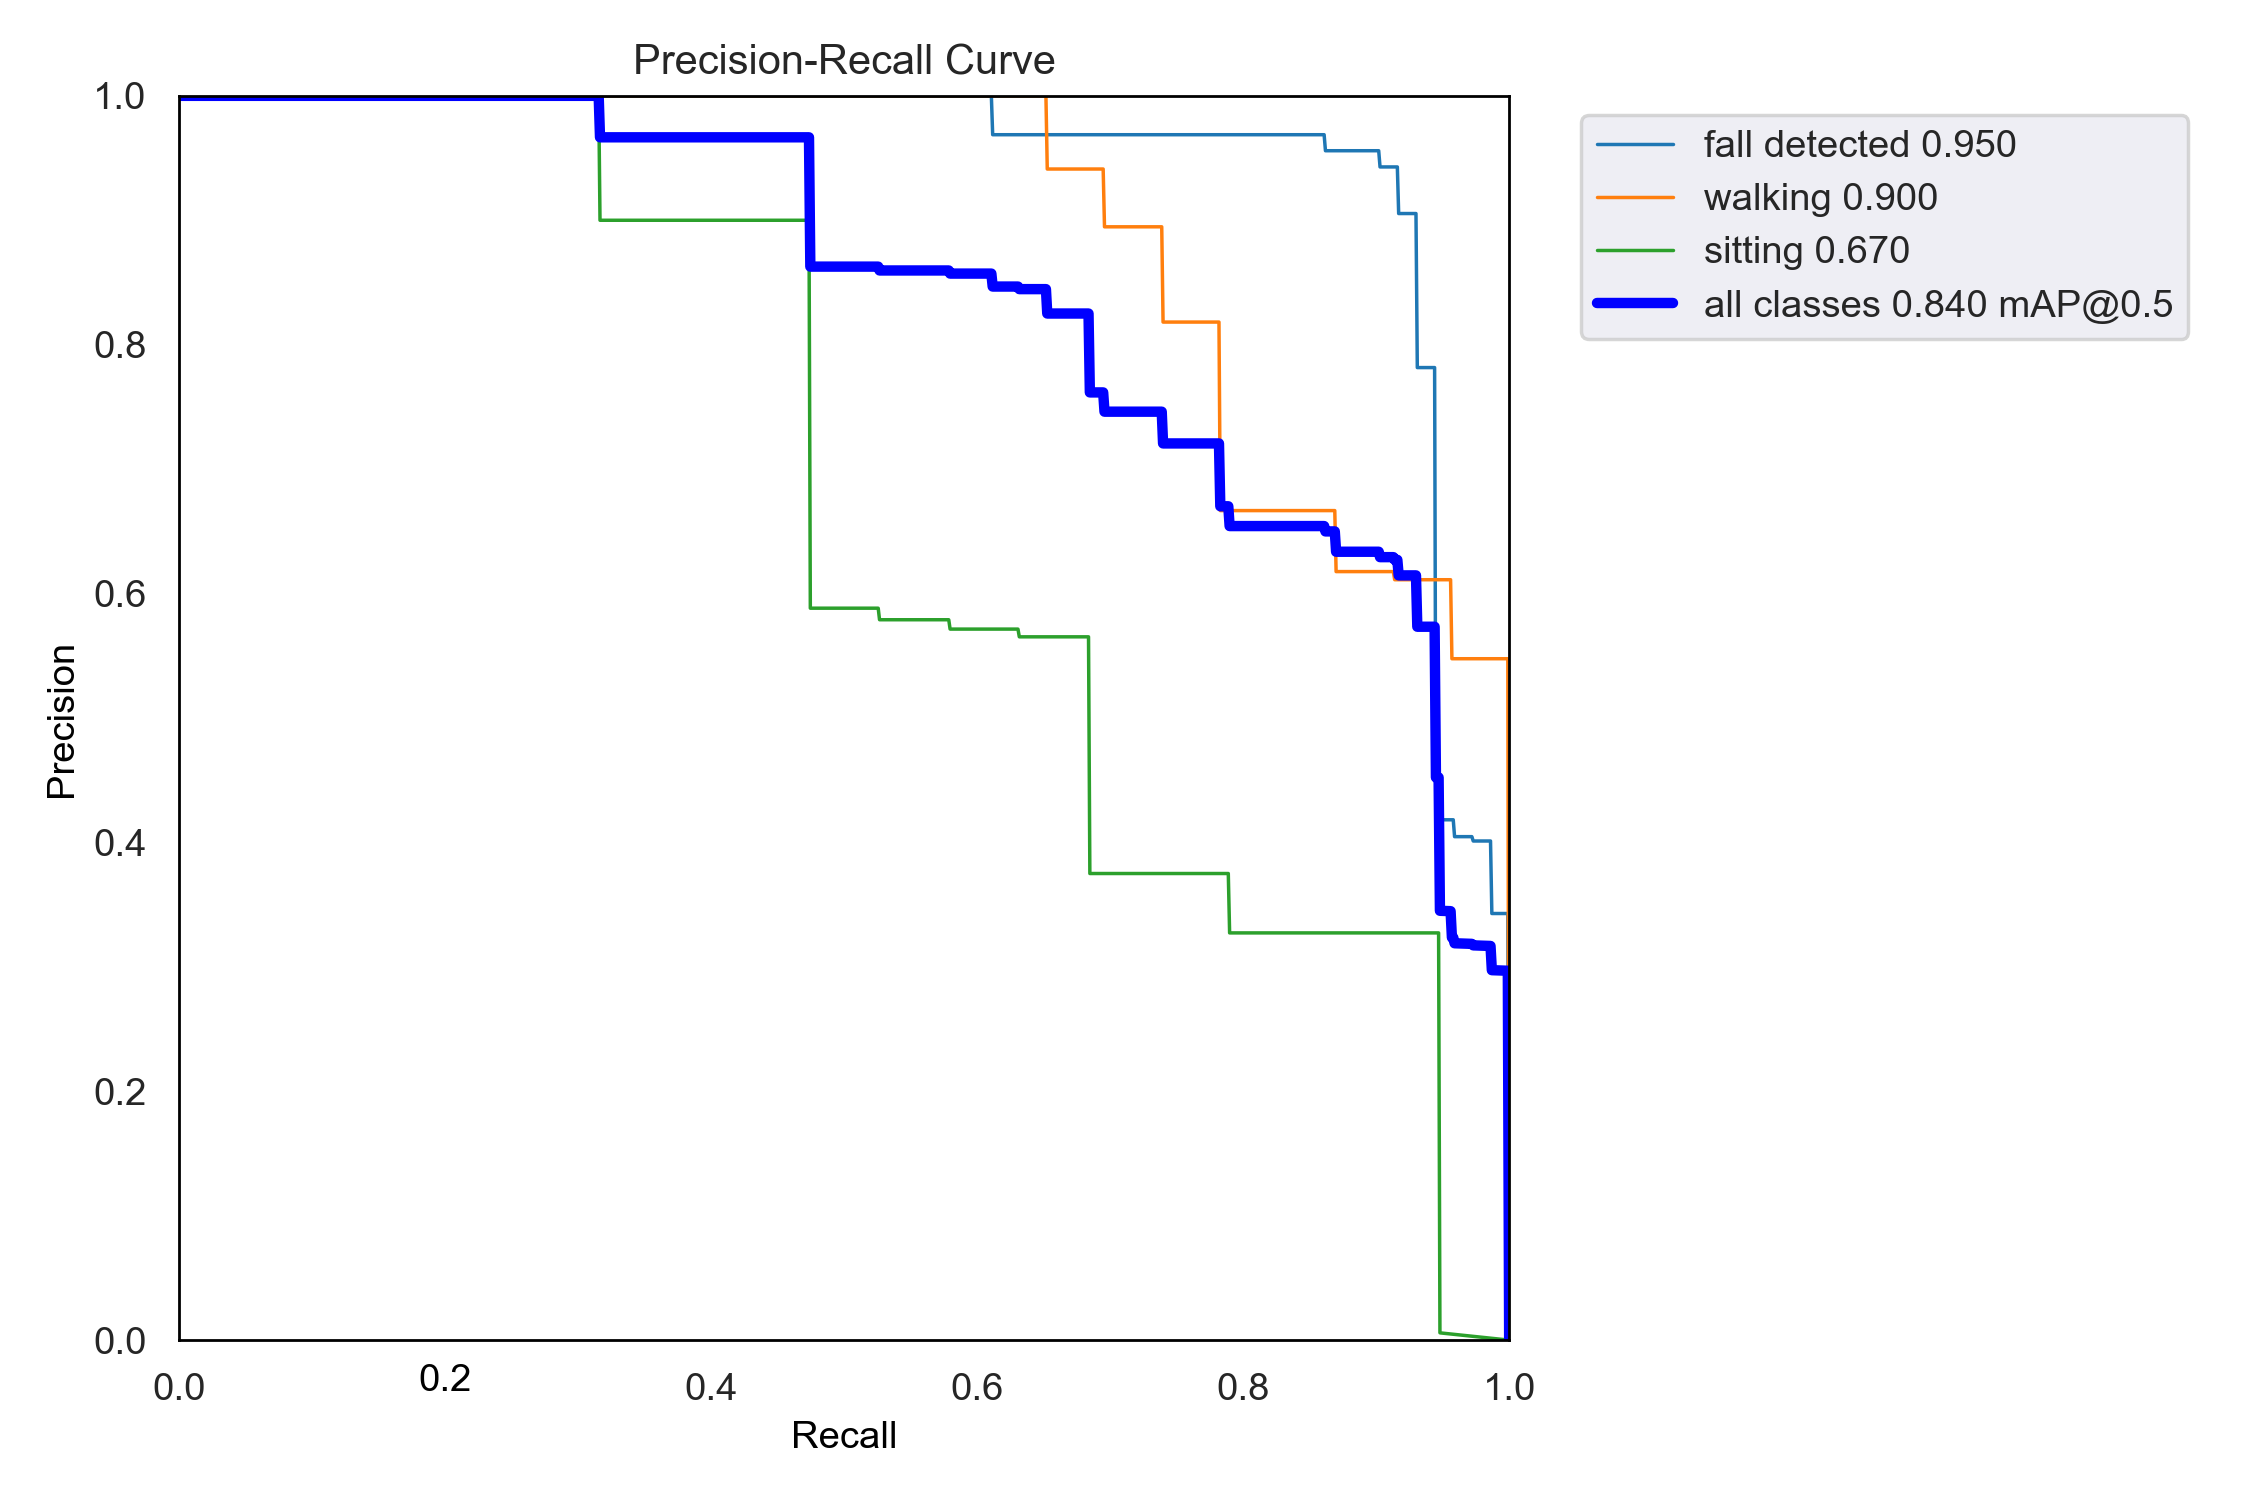 Precision-Recall Curve
1.0
0.8
0.6
0.4
0.2
0.0
Precision
0.0 0.2 0.4 0.6 0.8 1.0
Recall
fall detected 0.950
walking 0.900
sitting 0.670
all classes 0.840 mAP@0.5